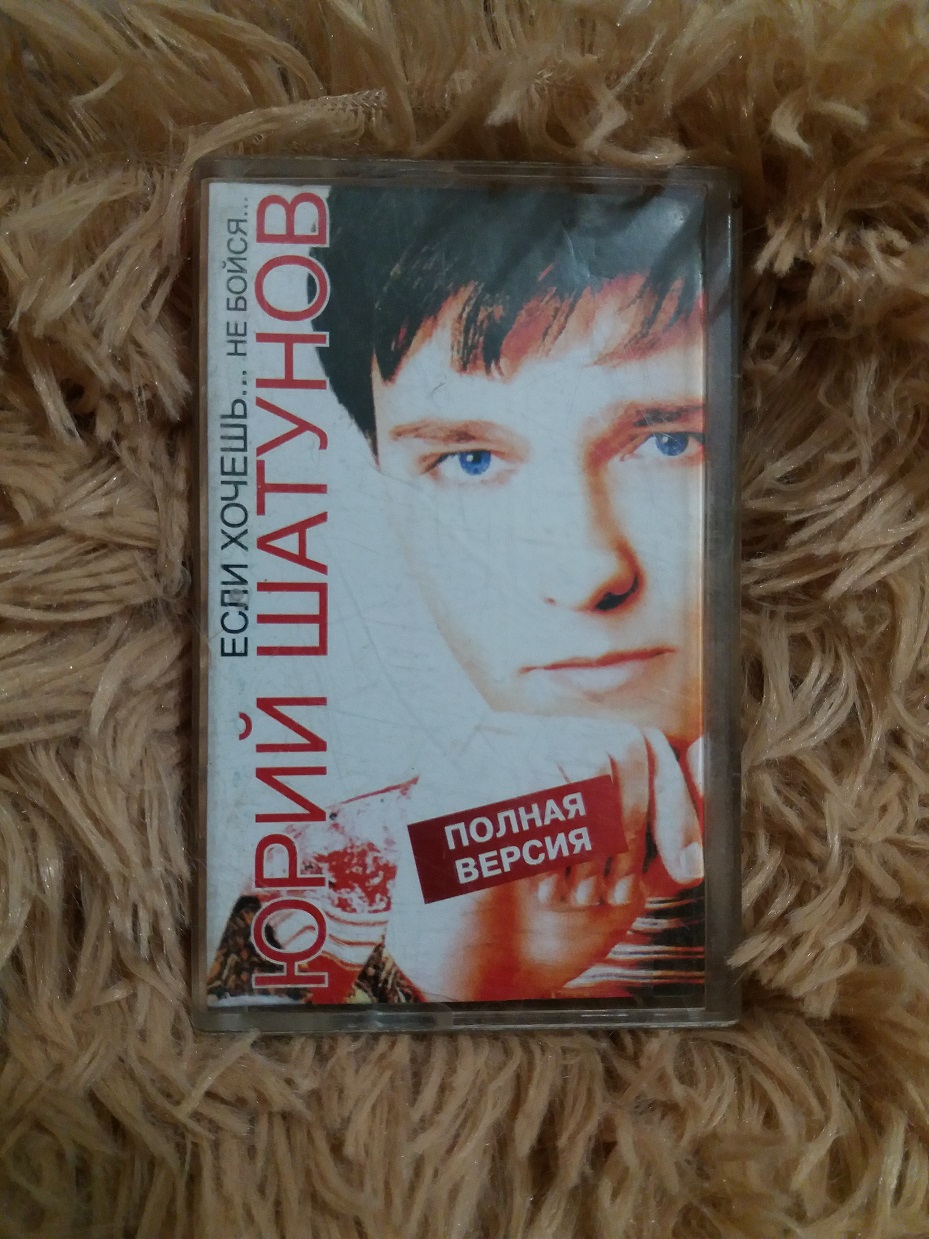 ЕСЛИ ХОЧЕШЬ... НЕ БОЙСЯ...
ЮРИЙ ШАТУНОВ
ПОЛНАЯ
ВЕРСИЯ